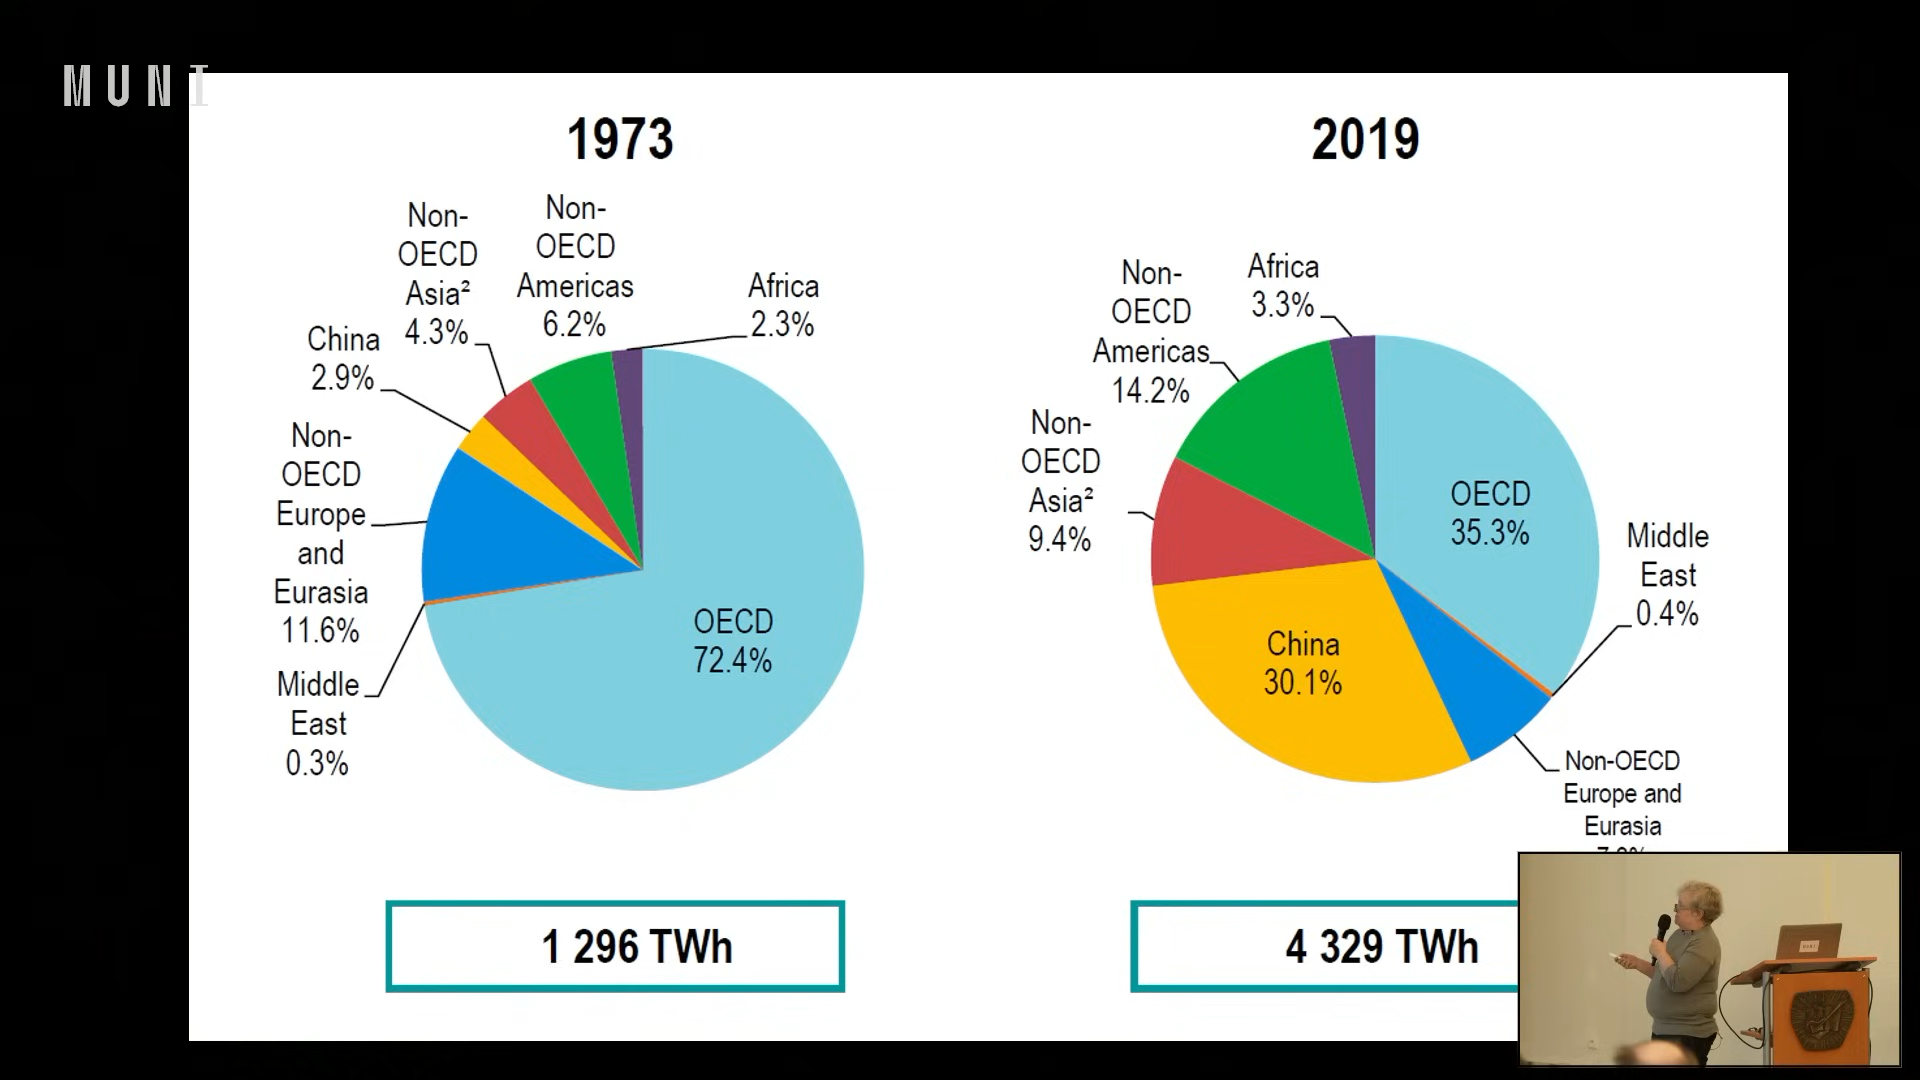 MUNI
1973
2019
Non-
OECD
Asia²
4.3%
Non-
OECD
Americas
6.2%
Africa
2.3%
China
2.9%
Non-
OECD
Europe
and
Eurasia
11.6%
Middle
East
0.3%
OECD
72.4%
1 296 TWh
Non-
OECD
Americas
14.2%
Africa
3.3%
Non-
OECD
Asia²
9.4%
OECD
35.3%
Middle
East
0.4%
China
30.1%
Non-OECD
Europe and
Eurasia
4 329 TWh